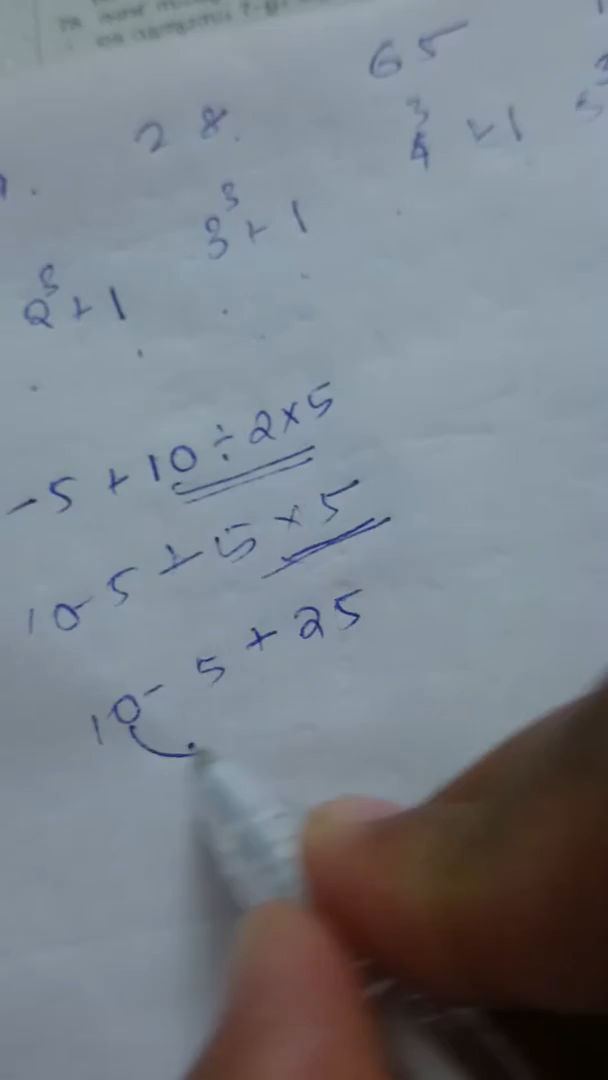 65
28.
4³ + 1
3³ + 1
2³ + 1
-5 + 10 ÷ 2 × 5
10 - 5 + 5 × 5
10 - 5 + 25